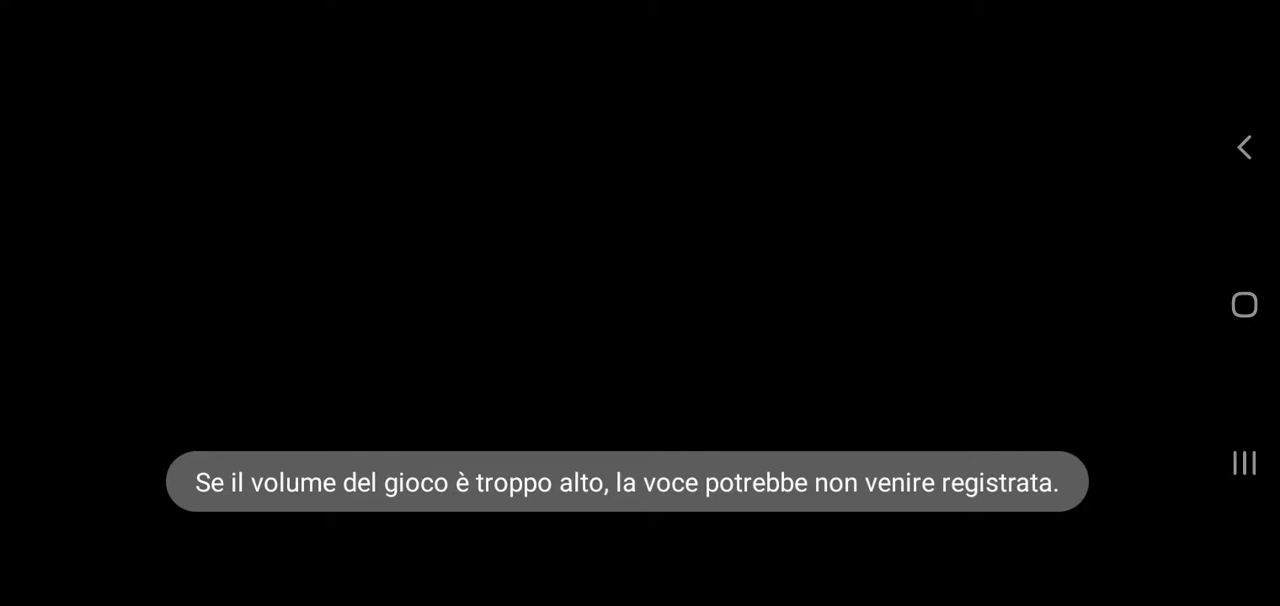 Se il volume del gioco è troppo alto, la voce potrebbe non venire registrata.